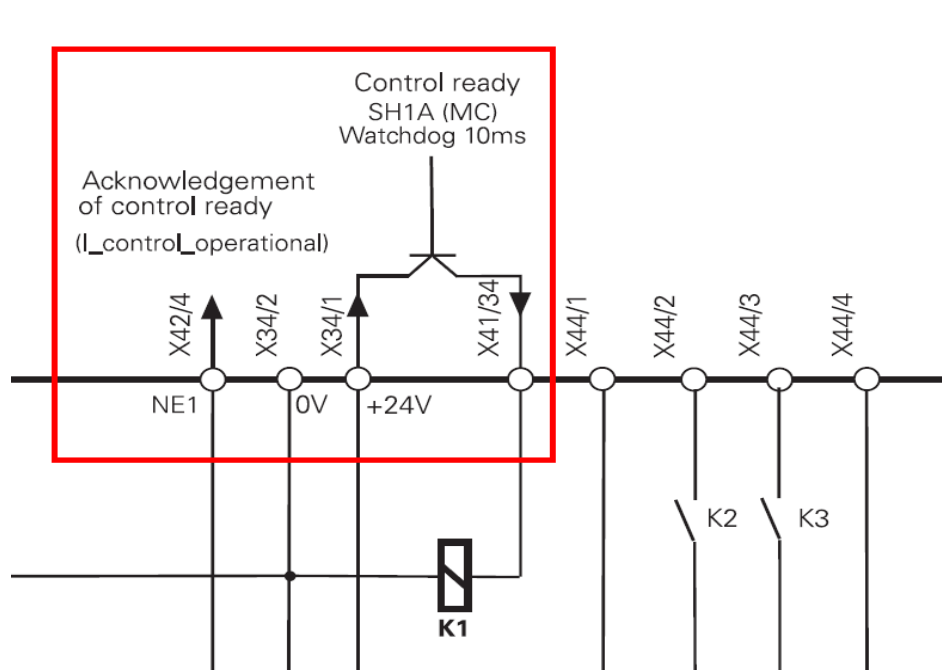 Control ready
SH1A (MC)
Watchdog 10ms
Acknowledgement
of control ready
(I_control_operational)
X42/4
X34/2
X34/1
X41/34
X44/1
X44/2
X44/3
X44/4
NE1
0V
+24V
K2
K3
K1